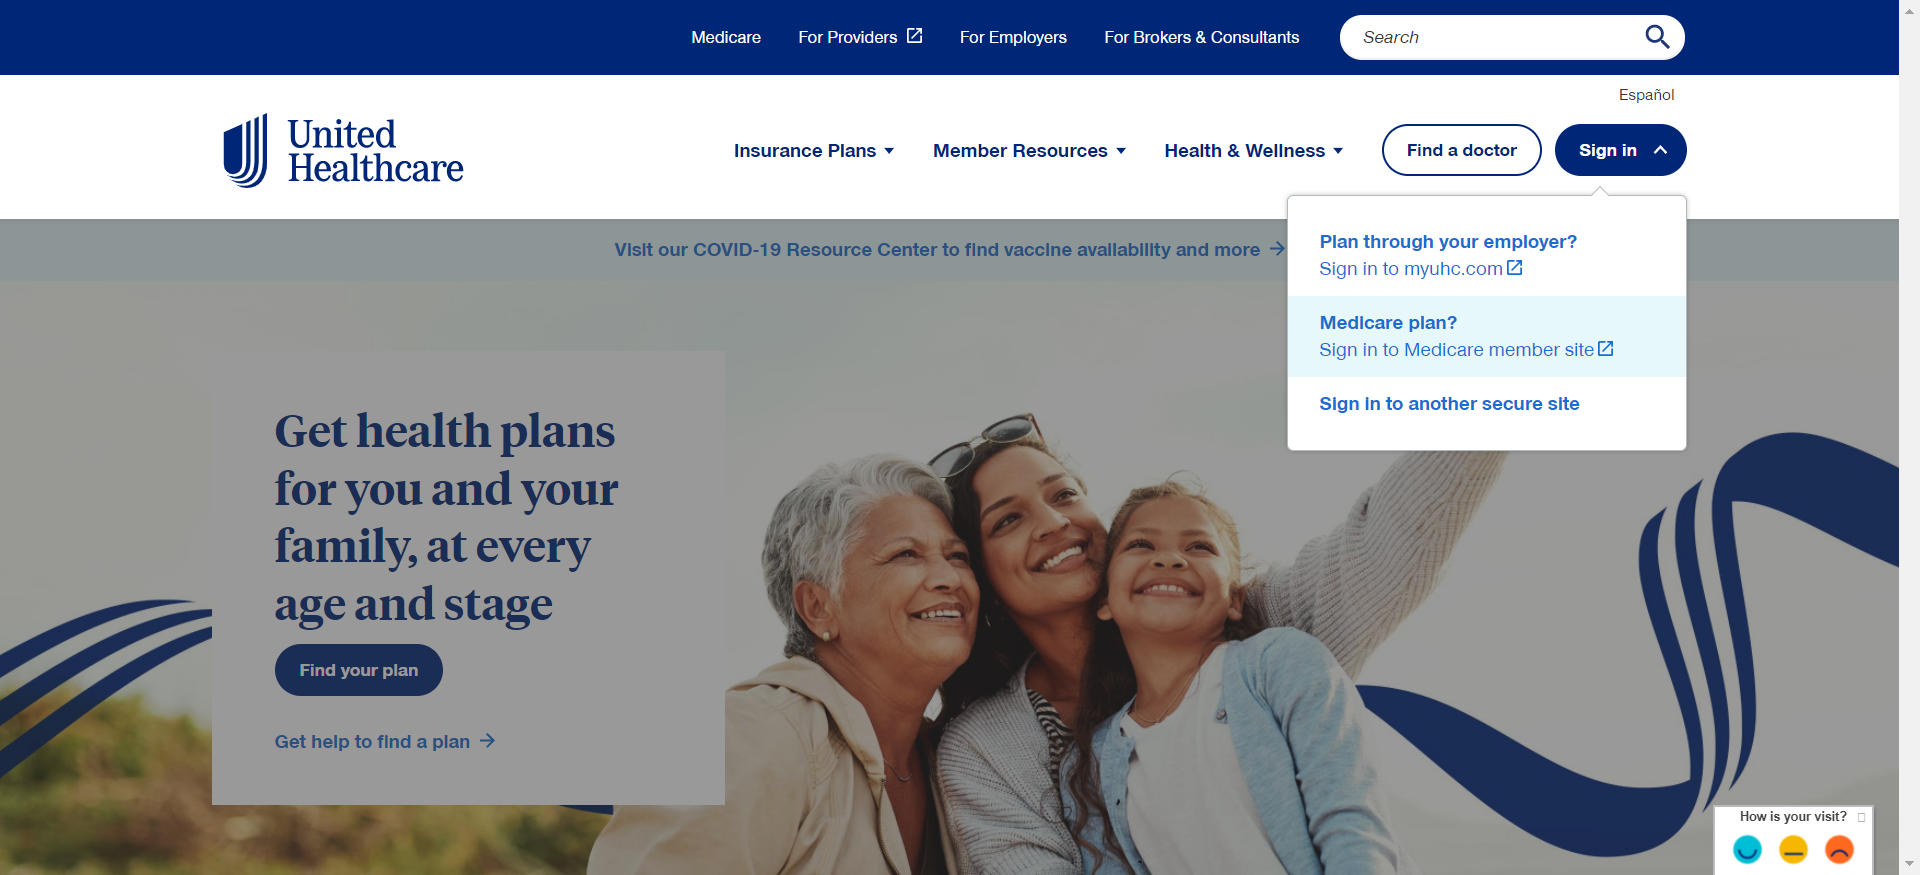 Medicare For Providers For Employers For Brokers & Consultants Search
Español
United
Healthcare
Insurance Plans Member Resources Health & Wellness Find a doctor Sign in
Plan through your employer?
Sign in to myuhc.com
Medicare plan?
Sign in to Medicare member site
Sign in to another secure site
Visit our COVID-19 Resource Center to find vaccine availability and more
Get health plans
for you and your
family, at every
age and stage
Find your plan
Get help to find a plan
How is your visit?